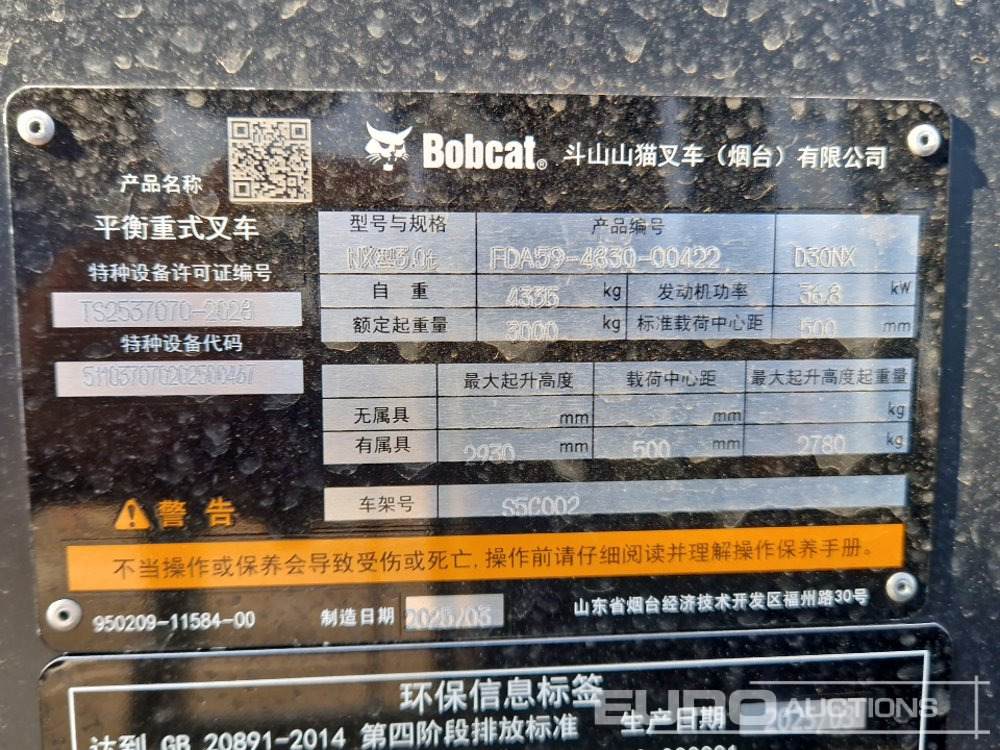 Bobcat® 斗山山猫叉车（烟台）有限公司
产品名称
平衡重式叉车
特种设备许可证编号
TS2537070-2028
特种设备代码
511037070202500467
型号与规格 产品编号
NX型3.0t FDA59-4830-00422 D30NX
自重 4335 kg 发动机功率 36.8 kW
额定起重量 3000 kg 标准载荷中心距 500 mm
最大起升高度 载荷中心距 最大起升高度起重量
无属具 mm mm kg
有属具 2930 mm 500 mm 2780 kg
车架号 S5C002
警告
不当操作或保养会导致受伤或死亡，操作前请仔细阅读并理解操作保养手册。
950209-11584-00 制造日期 2025/03 山东省烟台经济技术开发区福州路30号
环保信息标签
达到 GB 20891-2014 第四阶段排放标准 生产日期 2025/03
EURO AUCTIONS